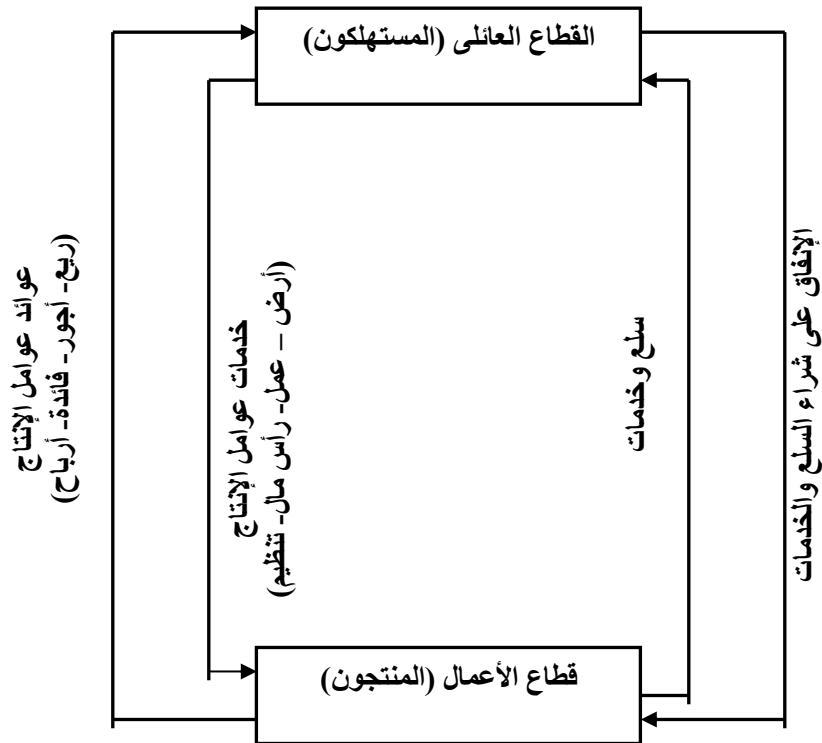 القطاع العائلى (المستهلكون)
الإنفاق على شراء السلع والخدمات
سلع وخدمات
خدمات عوامل الإنتاج
(أرض – عمل- رأس مال- تنظيم)
عوائد عوامل الإنتاج
(ريع- أجور- فائدة- أرباح)
قطاع الأعمال (المنتجون)